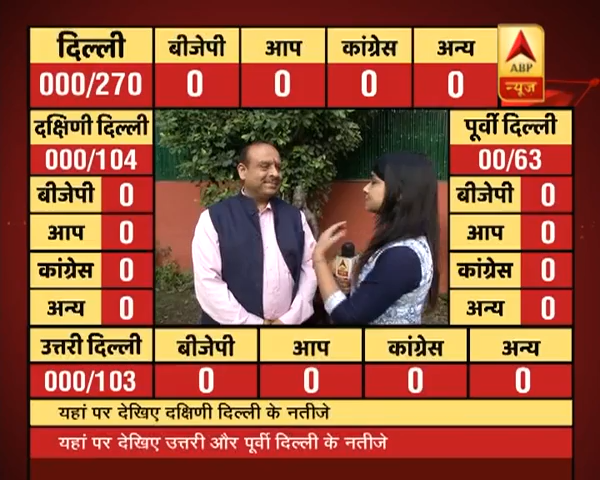 दिल्ली बीजेपी आप कांग्रेस अन्य
000/270 0 0 0 0
ABP
न्यूज़
दक्षिणी दिल्ली
000/104
बीजेपी 0
आप 0
कांग्रेस 0
अन्य 0
पूर्वी दिल्ली
00/63
बीजेपी 0
आप 0
कांग्रेस 0
अन्य 0
उत्तरी दिल्ली बीजेपी आप कांग्रेस अन्य
000/103 0 0 0 0
यहां पर देखिए दक्षिणी दिल्ली के नतीजे
यहां पर देखिए उत्तरी और पूर्वी दिल्ली के नतीजे